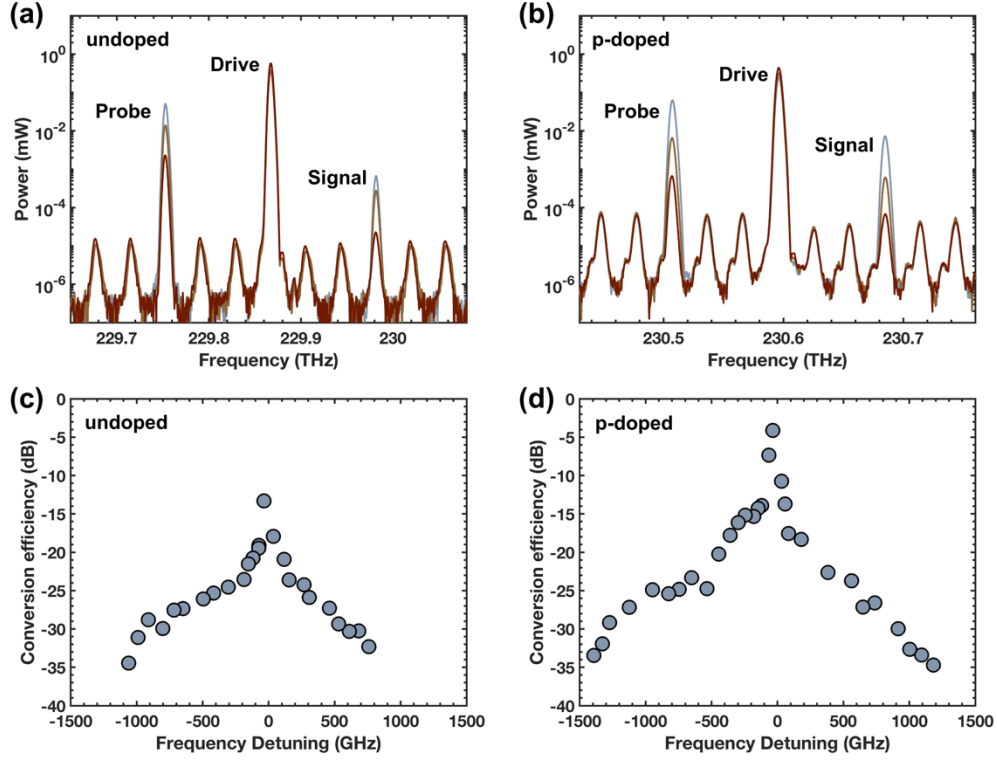 (a)
undoped
Drive
Probe
Signal
10^0
10^-2
10^-4
10^-6
Power (mW)
229.7 229.8 229.9 230
Frequency (THz)
(b)
p-doped
Drive
Probe
Signal
10^0
10^-2
10^-4
10^-6
Power (mW)
230.5 230.6 230.7
Frequency (THz)
(c)
undoped
0
-5
-10
-15
-20
-25
-30
-35
-40
Conversion efficiency (dB)
-1500 -1000 -500 0 500 1000 1500
Frequency Detuning (GHz)
(d)
p-doped
0
-5
-10
-15
-20
-25
-30
-35
-40
Conversion efficiency (dB)
-1500 -1000 -500 0 500 1000 1500
Frequency Detuning (GHz)